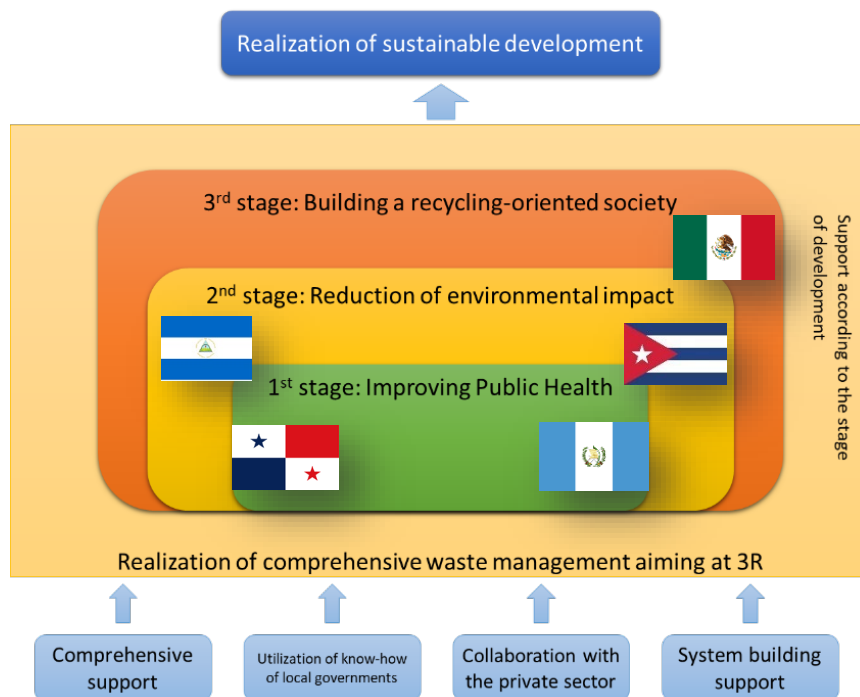 Realization of sustainable development
3rd stage: Building a recycling-oriented society
2nd stage: Reduction of environmental impact
1st stage: Improving Public Health
Support according to the stage
of development
Realization of comprehensive waste management aiming at 3R
Comprehensive
support
Utilization of know-how
of local governments
Collaboration with
the private sector
System building
support